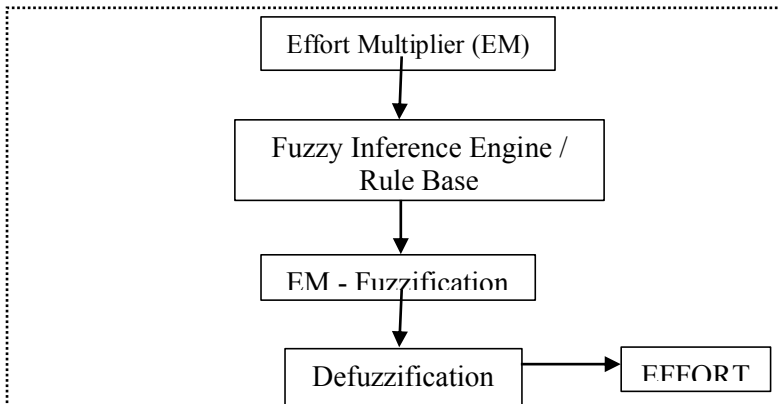 Effort Multiplier (EM)
Fuzzy Inference Engine /
Rule Base
EM - Fuzzification
Defuzzification
EFFORT